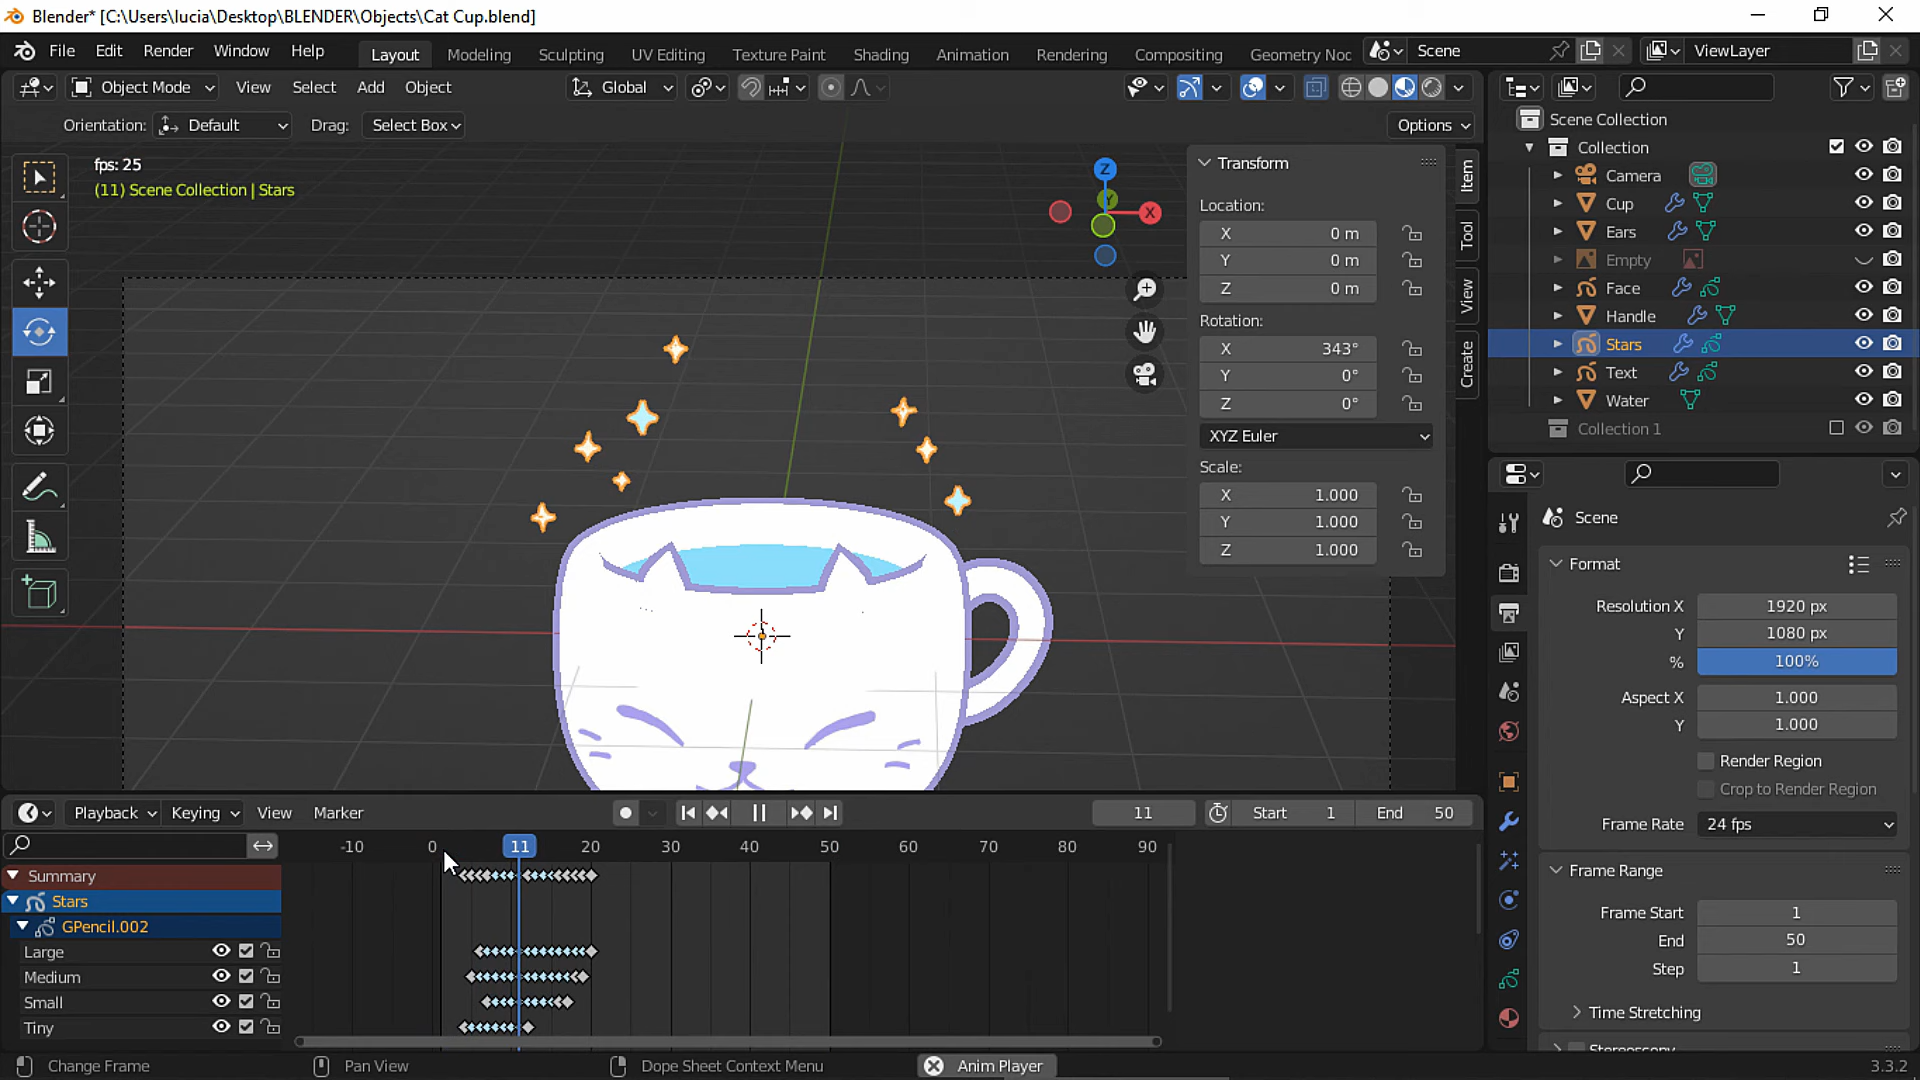 Blender* [C:\Users\lucia\Desktop\BLENDER\Objects\Cat Cup.blend]
File Edit Render Window Help Layout Modeling Sculpting UV Editing Texture Paint Shading Animation Rendering Compositing Geometry Noc Scene ViewLayer
Object Mode View Select Add Object Global
Orientation: Default Drag: Select Box Options
fps: 25
(11) Scene Collection | Stars
Z
Y
X
Transform
Location:
X 0 m
Y 0 m
Z 0 m
Rotation:
X 343°
Y 0°
Z 0°
XYZ Euler
Scale:
X 1.000
Y 1.000
Z 1.000
Item
Tool
View
Create
Scene Collection
Collection
Camera
Cup
Ears
Empty
Face
Handle
Stars
Text
Water
Collection 1
Scene
Format
Resolution X 1920 px
Y 1080 px
% 100%
Aspect X 1.000
Y 1.000
Render Region
Crop to Render Region
Frame Rate 24 fps
Frame Range
Frame Start 1
End 50
Step 1
Time Stretching
Stereoscopy
Playback Keying View Marker 11 Start 1 End 50
-10 0 11 20 30 40 50 60 70 80 90
Summary
Stars
GPencil.002
Large
Medium
Small
Tiny
Change Frame Pan View Dope Sheet Context Menu Anim Player 3.3.2